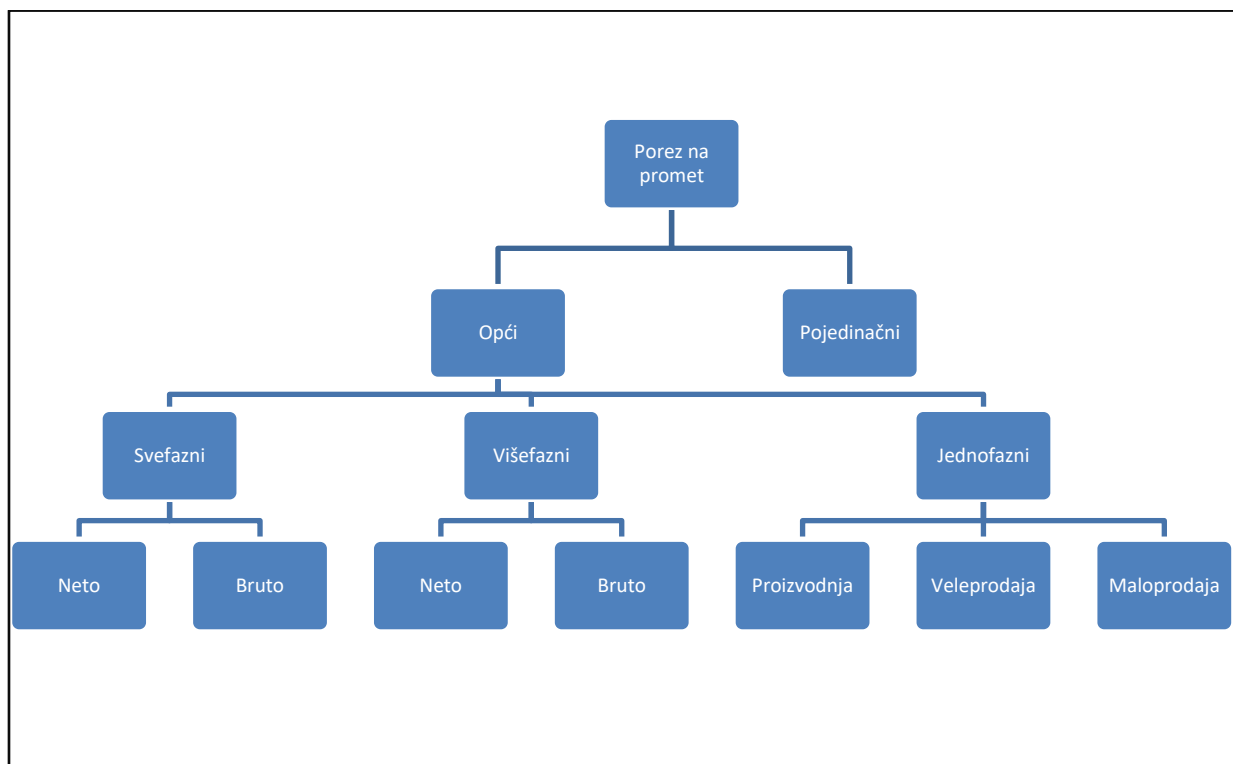 Porez na
promet
Opći
Pojedinačni
Svefazni
Višefazni
Jednofazni
Neto
Bruto
Neto
Bruto
Proizvodnja
Veleprodaja
Maloprodaja